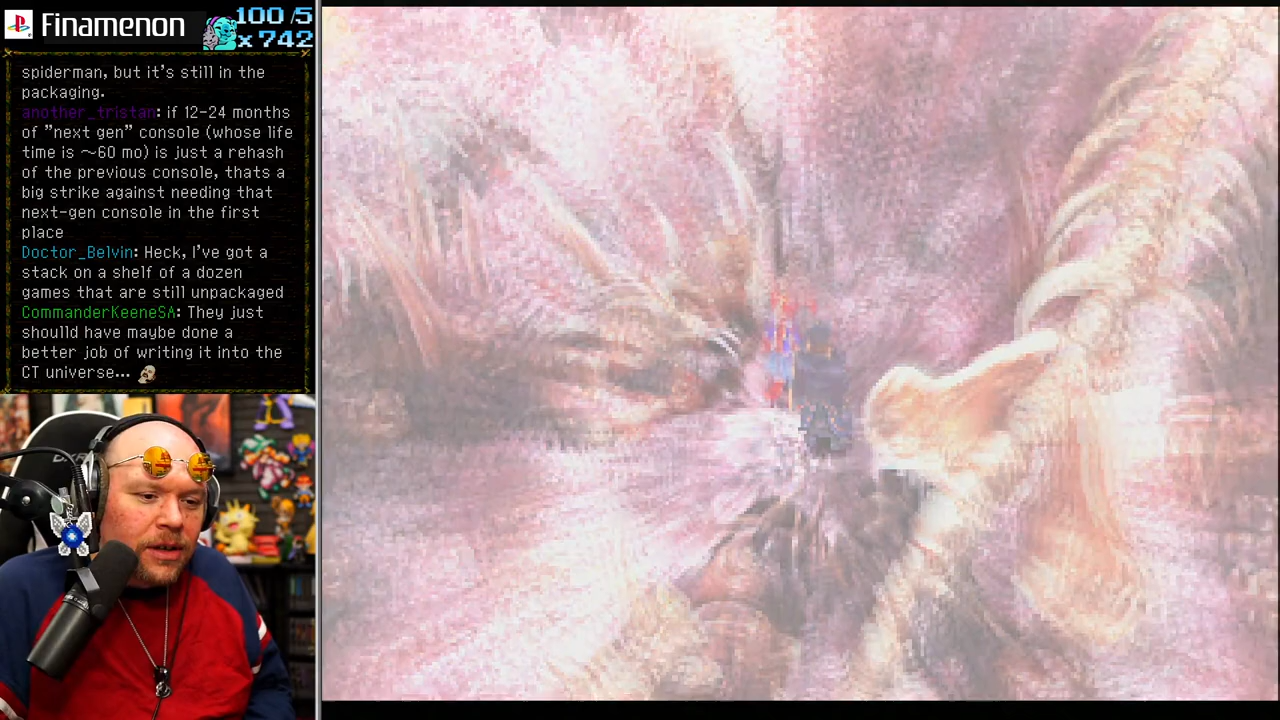 Finamenon
100/5
x742
spiderman, but it's still in the
packaging.
another_tristan: if 12-24 months
of "next gen" console (whose life
time is ~60 mo) is just a rehash
of the previous console, thats a
big strike against needing that
next-gen console in the first
place
Doctor_Belvin: Heck, I've got a
stack on a shelf of a dozen
games that are still unpackaged
CommanderKeeneSA: They just
shoulld have maybe done a
better job of writing it into the
CT universe...